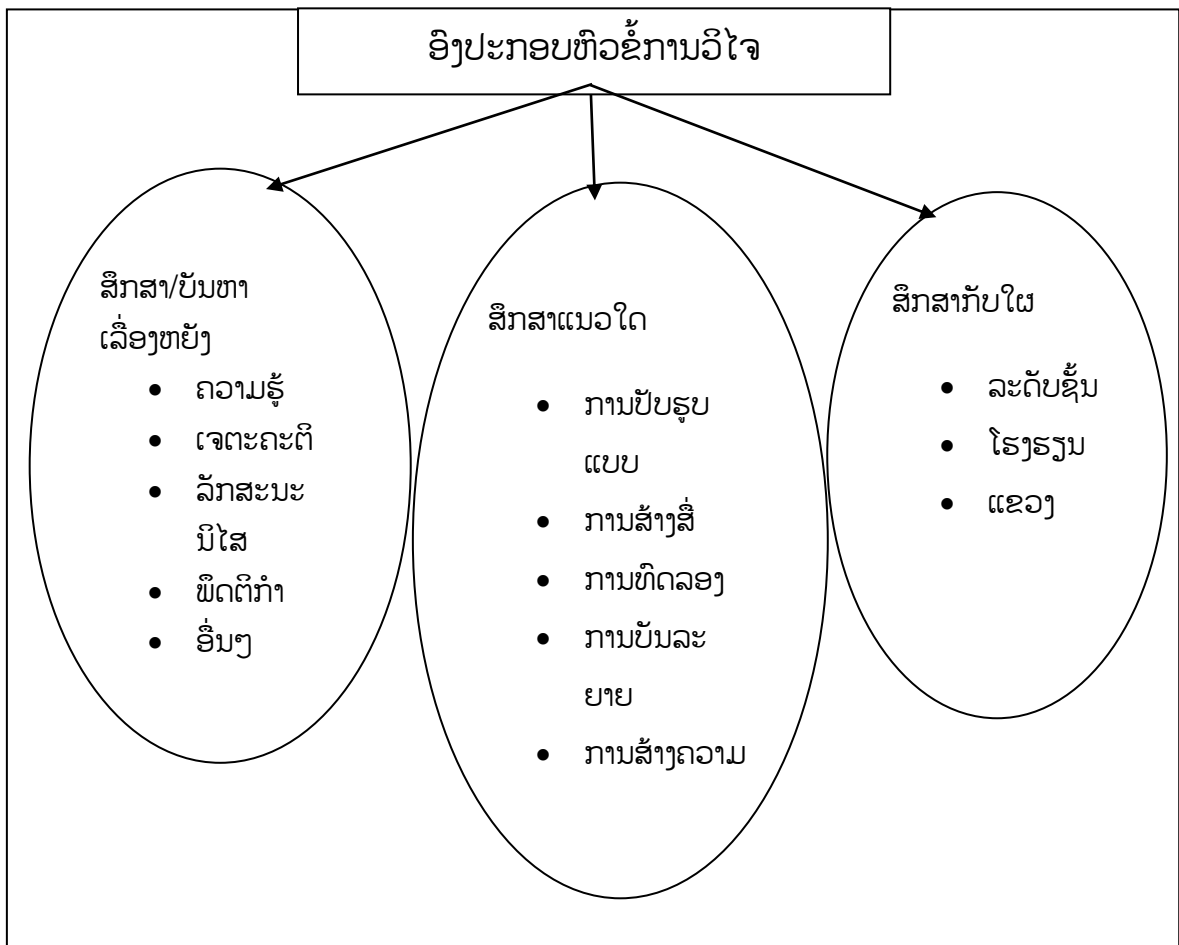 ອົງປະກອບຫົວຂໍ້ການວິໄຈ
ສຶກສາ/ບັນຫາ
ເລື່ອງຫຍັງ
• ຄວາມຮູ້
• ເຈຕະຄະຕິ
• ລັກສະນະ
ນິໄສ
• ພຶດຕິກຳ
• ອື່ນໆ
ສຶກສາແນວໃດ
• ການປັບຮູບ
ແບບ
• ການສ້າງສື່
• ການທົດລອງ
• ການບັນລະ
ຍາຍ
• ການສ້າງຄວາມ
ສຶກສາກັບໃຜ
• ລະດັບຊັ້ນ
• ໂຮງຮຽນ
• ແຂວງ